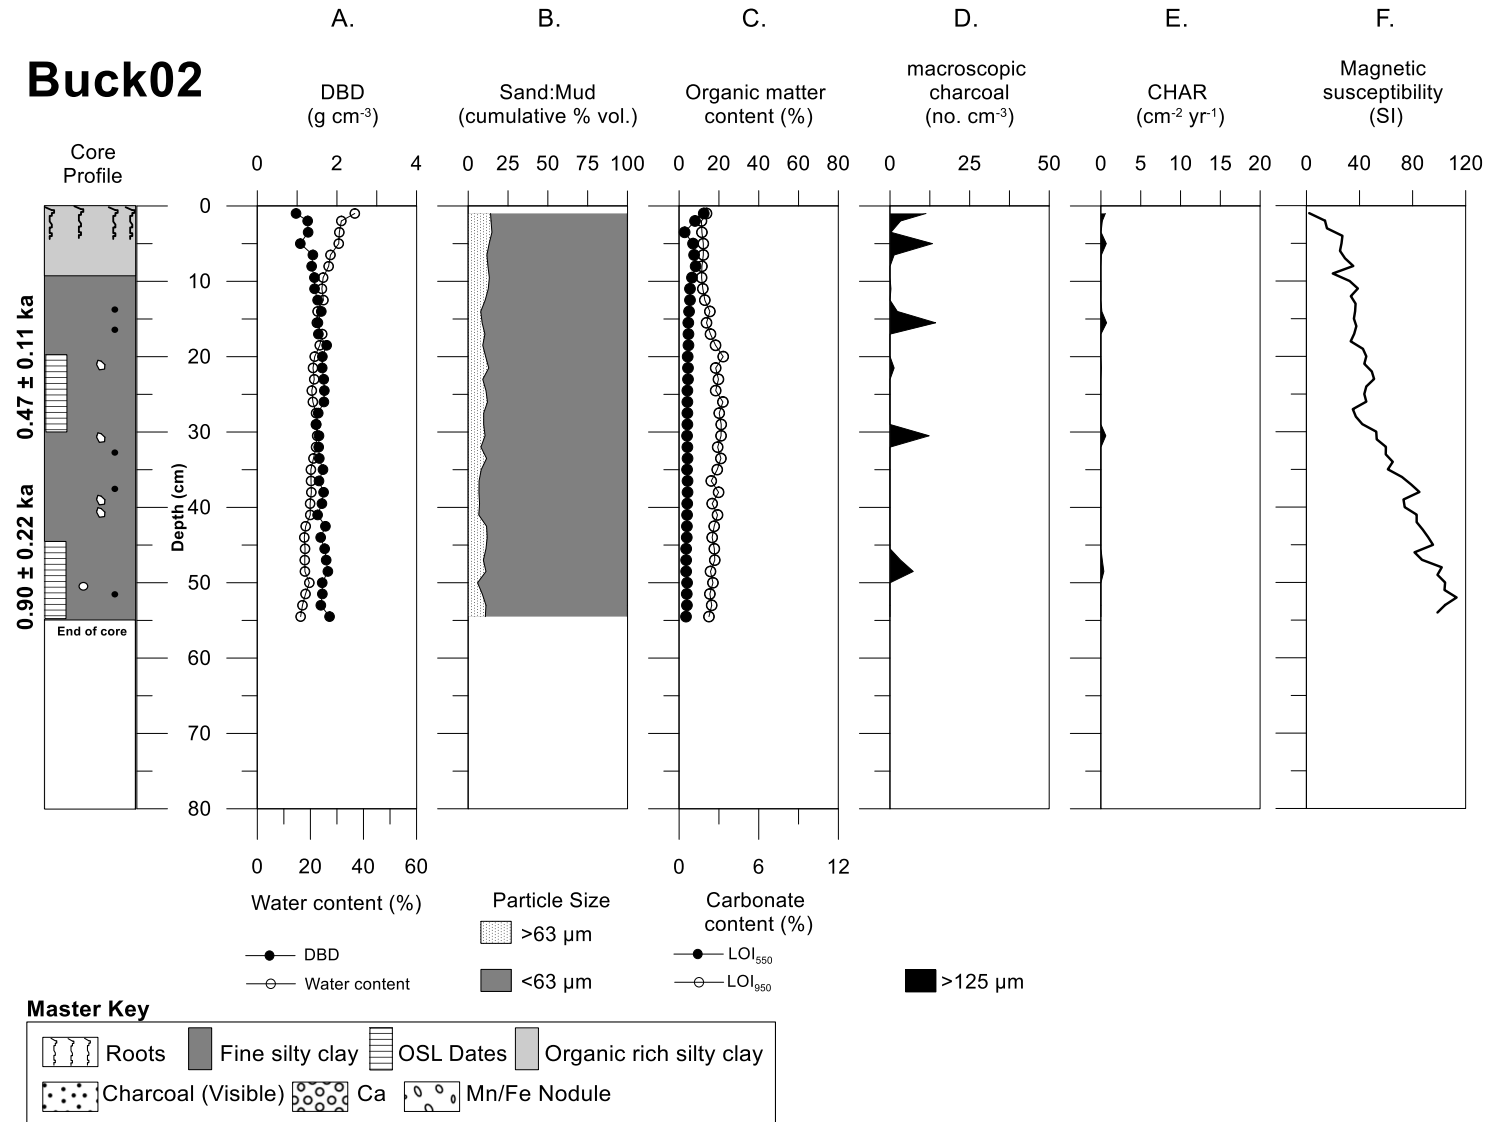 A. B. C. D. E. F.
Buck02
DBD
(g cm-3)
Sand:Mud
(cumulative % vol.)
Organic matter
content (%)
macroscopic
charcoal
(no. cm-3)
CHAR
(cm-2 yr-1)
Magnetic
susceptibility
(SI)
Core
Profile
0 2 4
0 25 50 75 100
0 20 40 60 80
0 25 50
0 5 10 15 20
0 40 80 120
0
10
20
30
40
50
60
70
80
Depth (cm)
0.47 ± 0.11 ka
0.90 ± 0.22 ka
End of core
0 20 40 60
Water content (%)
DBD
Water content
Particle Size
>63 µm
<63 µm
0 6 12
Carbonate
content (%)
LOI550
LOI950
>125 µm
Master Key
Roots Fine silty clay OSL Dates Organic rich silty clay
Charcoal (Visible) Ca Mn/Fe Nodule